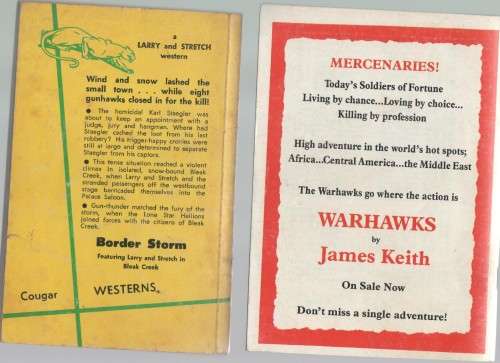 a
LARRY and STRETCH
western
Wind and snow lashed the
small town . . . while eight
gunhawks closed in for the kill!
● The homicidal Karl Staegler was
about to keep an appointment with a
judge, jury and hangman. Where had
Staegler cached the loot from his last
robbery? His trigger-happy cronies were
still at large and determined to separate
Staegler from his captors.
● This tense situation reached a violent
climax in isolated, snow-bound Bleak
Creek, when Larry and Stretch and the
stranded passengers off the westbound
stage barricaded themselves into the
Palace Saloon.
● Gun-thunder matched the fury of the
storm, when the Lone Star Hellions
joined forces with the citizens of Bleak
Creek.
Border Storm
Featuring Larry and Stretch in
Bleak Creek
Cougar WESTERNS
MERCENARIES!
Today's Soldiers of Fortune
Living by chance...Loving by choice...
Killing by profession
High adventure in the world's hot spots;
Africa...Central America...the Middle East
The Warhawks go where the action is
WARHAWKS
by
James Keith
On Sale Now
Don't miss a single adventure!